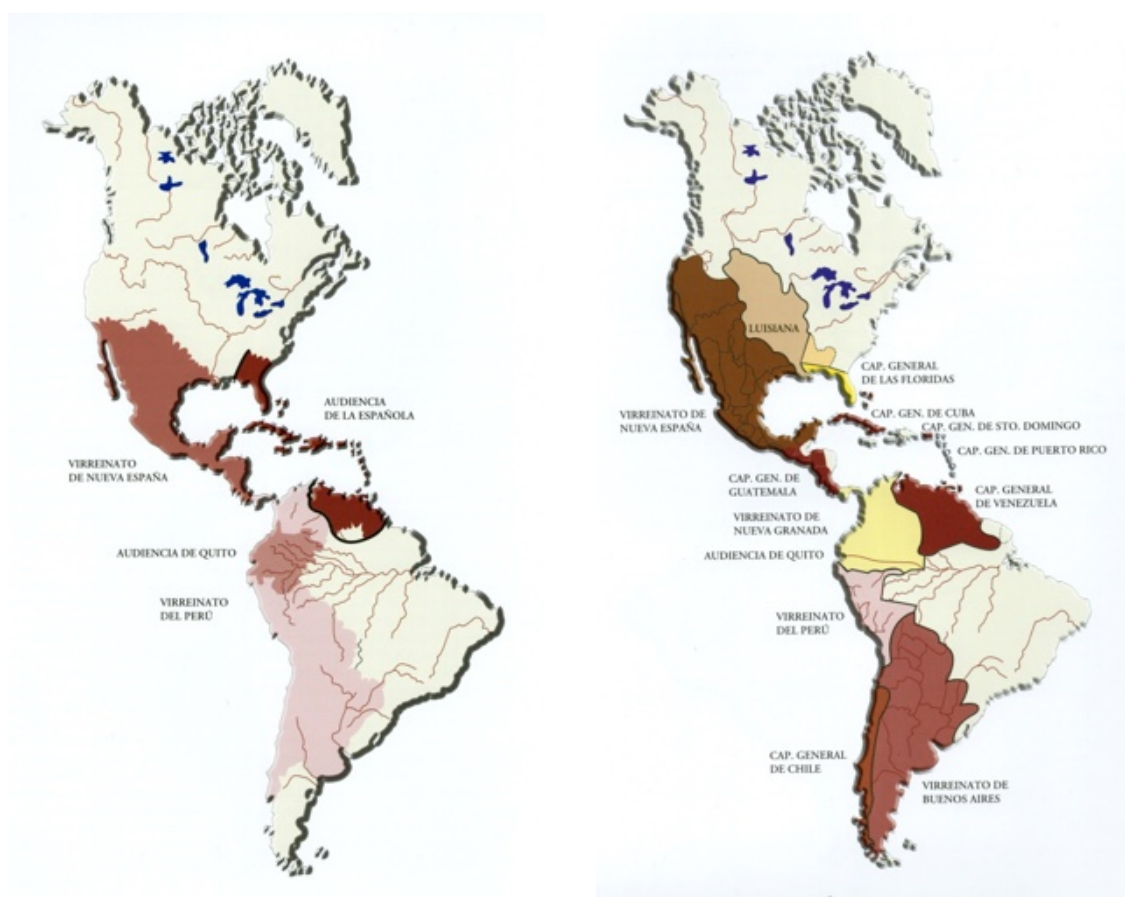 AUDIENCIA
DE LA ESPAÑOLA
VIRREINATO
DE NUEVA ESPAÑA
AUDIENCIA DE QUITO
VIRREINATO
DEL PERÚ
LUISIANA
CAP. GENERAL
DE LAS FLORIDAS
VIRREINATO DE
NUEVA ESPAÑA
CAP. GEN. DE CUBA
CAP. GEN. DE STO. DOMINGO
CAP. GEN. DE PUERTO RICO
CAP. GEN. DE
GUATEMALA
CAP. GENERAL
DE VENEZUELA
VIRREINATO DE
NUEVA GRANADA
AUDIENCIA DE QUITO
VIRREINATO
DEL PERÚ
CAP. GENERAL
DE CHILE
VIRREINATO DE
BUENOS AIRES